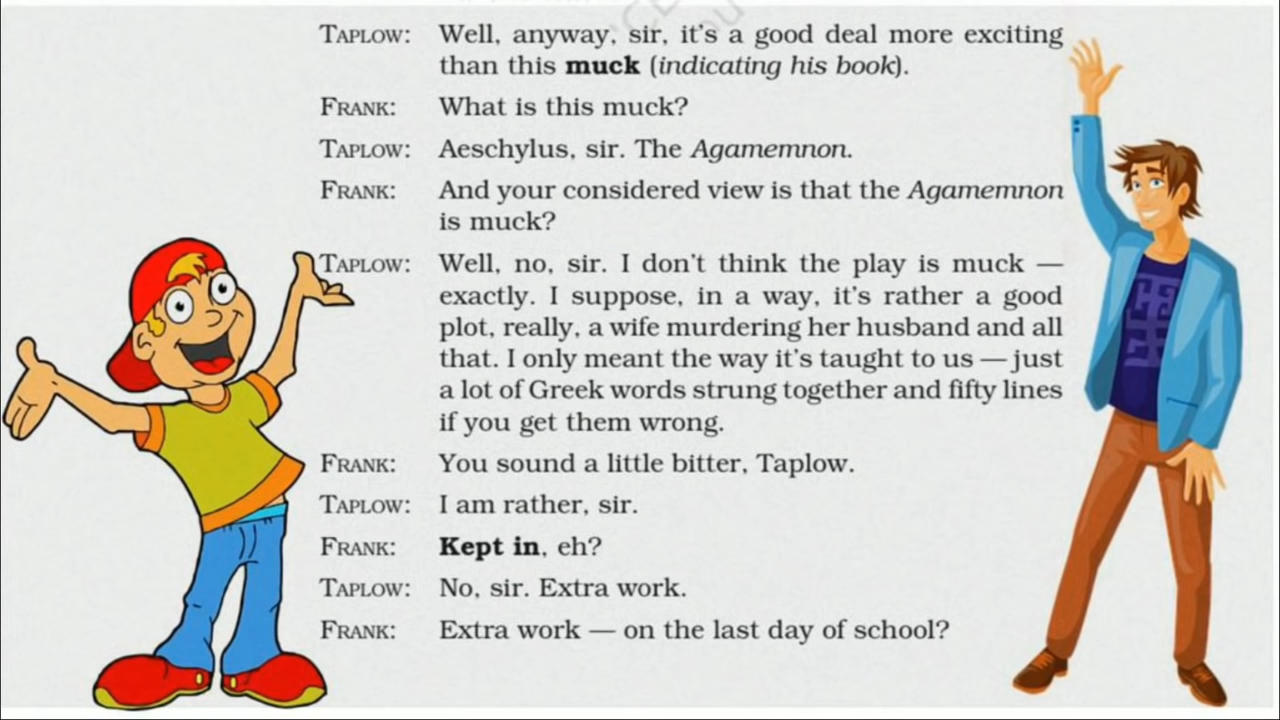 TAPLOW: Well, anyway, sir, it's a good deal more exciting
than this muck (indicating his book).
FRANK: What is this muck?
TAPLOW: Aeschylus, sir. The Agamemnon.
FRANK: And your considered view is that the Agamemnon
is muck?
TAPLOW: Well, no, sir. I don't think the play is muck —
exactly. I suppose, in a way, it's rather a good
plot, really, a wife murdering her husband and all
that. I only meant the way it's taught to us — just
a lot of Greek words strung together and fifty lines
if you get them wrong.
FRANK: You sound a little bitter, Taplow.
TAPLOW: I am rather, sir.
FRANK: Kept in, eh?
TAPLOW: No, sir. Extra work.
FRANK: Extra work — on the last day of school?